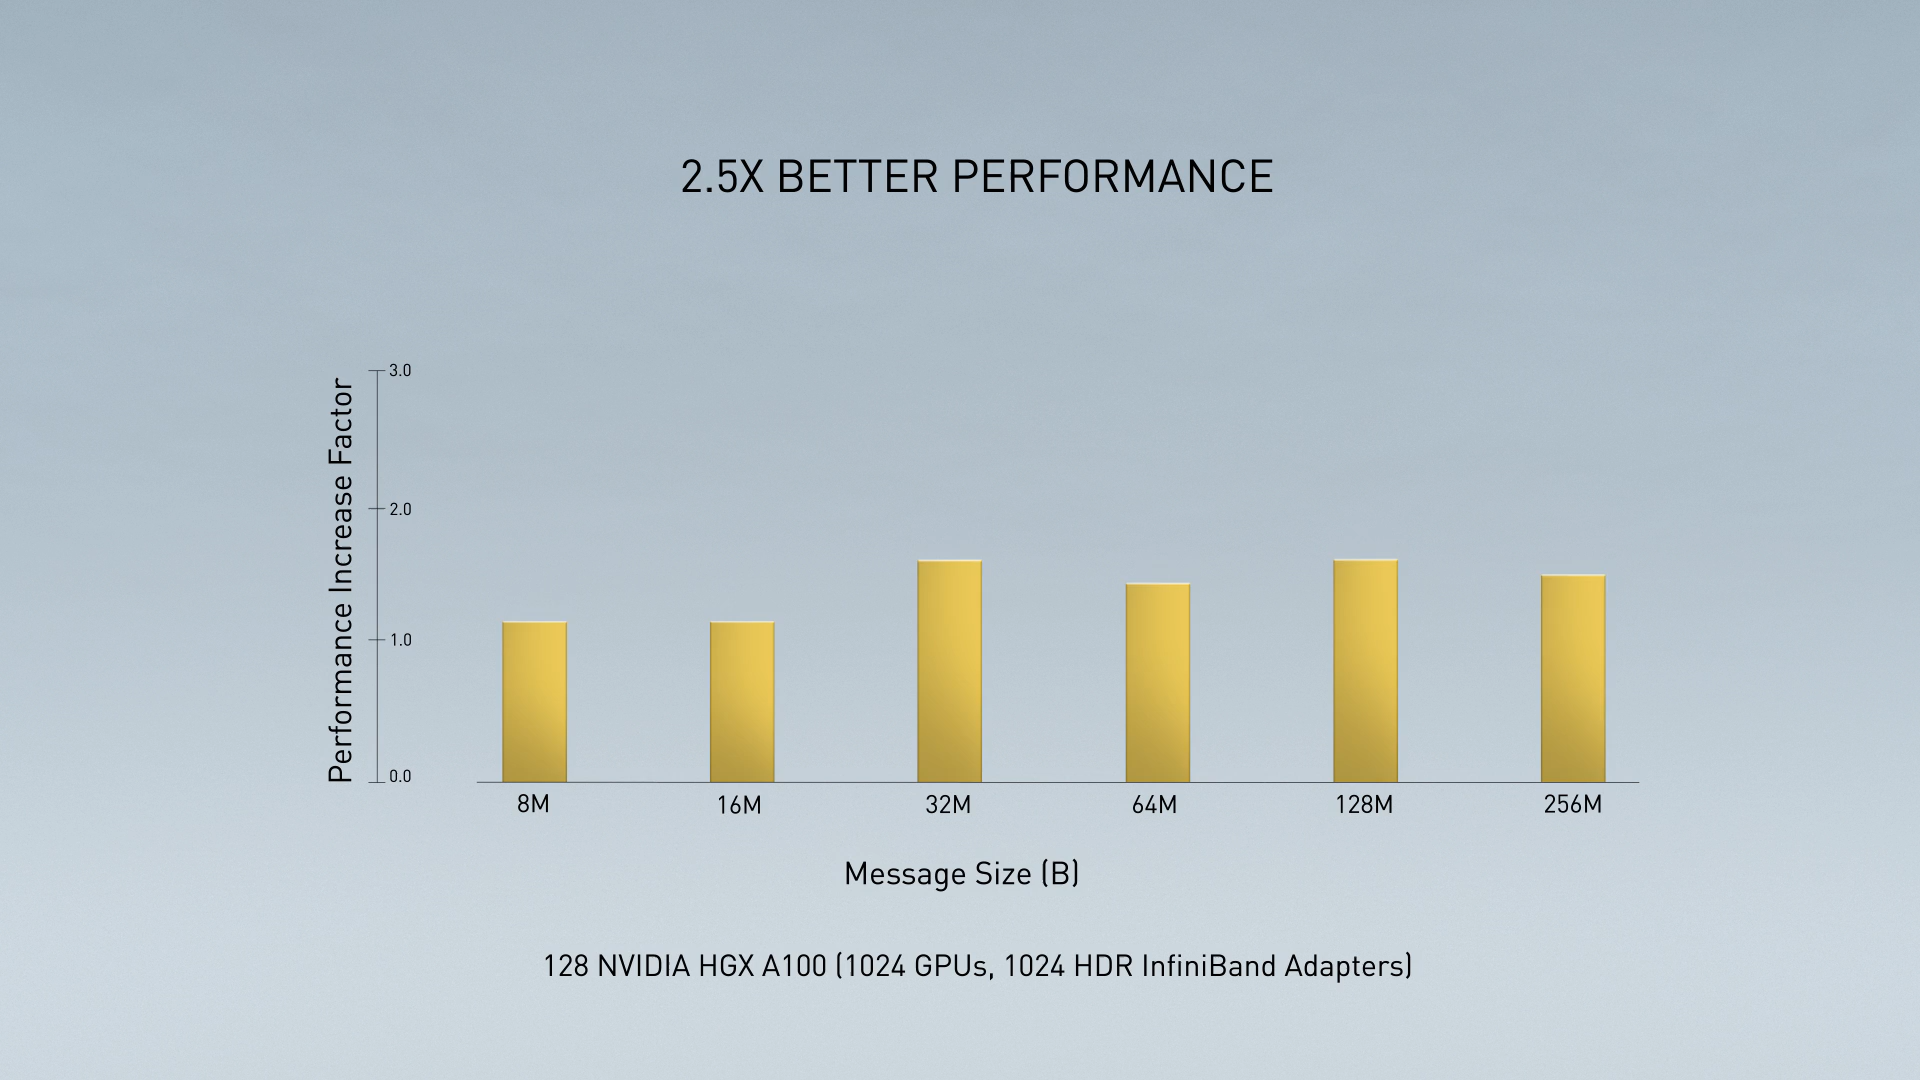 2.5X BETTER PERFORMANCE
Performance Increase Factor
3.0
2.0
1.0
0.0
8M 16M 32M 64M 128M 256M
Message Size (B)
128 NVIDIA HGX A100 (1024 GPUs, 1024 HDR InfiniBand Adapters)